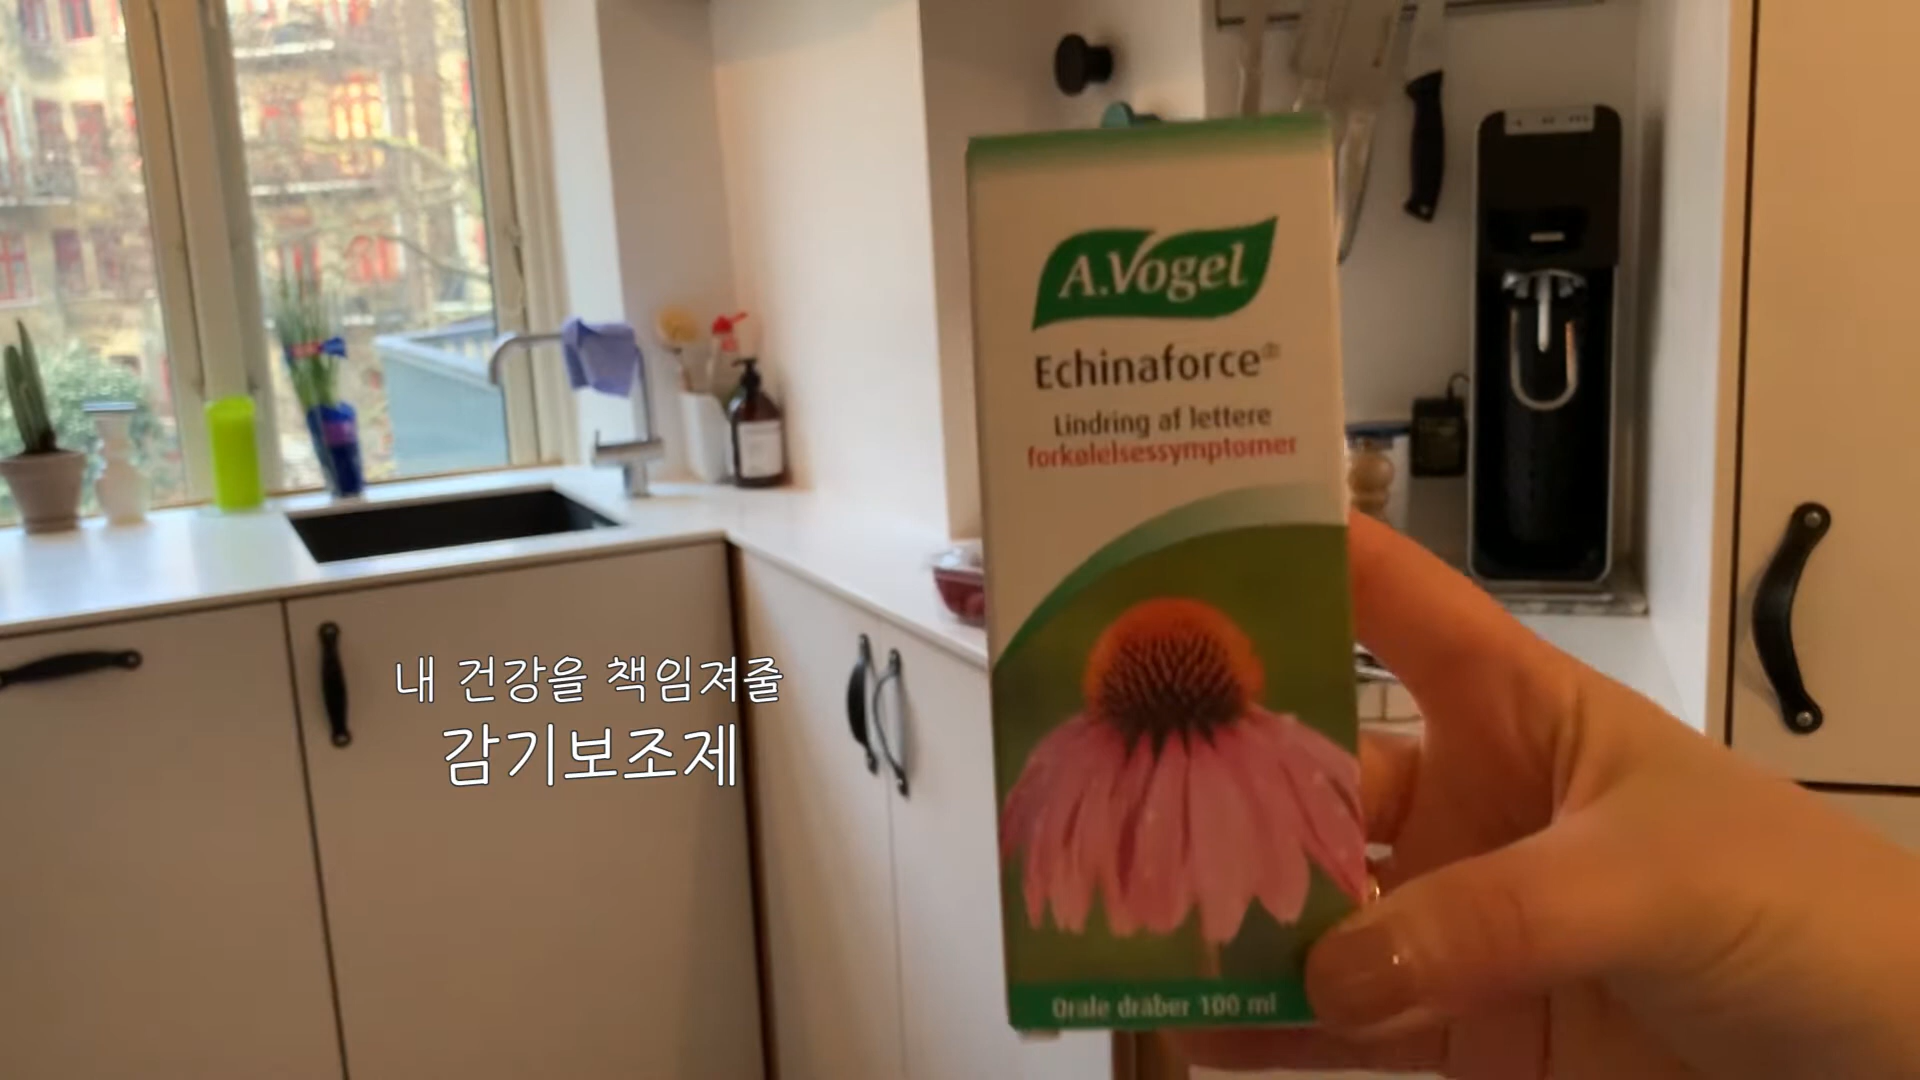 A.Vogel
Echinaforce®
Lindring af lettere
forkølelsessymptomer
내 건강을 책임져줄
감기보조제
Orale dråber 100 ml